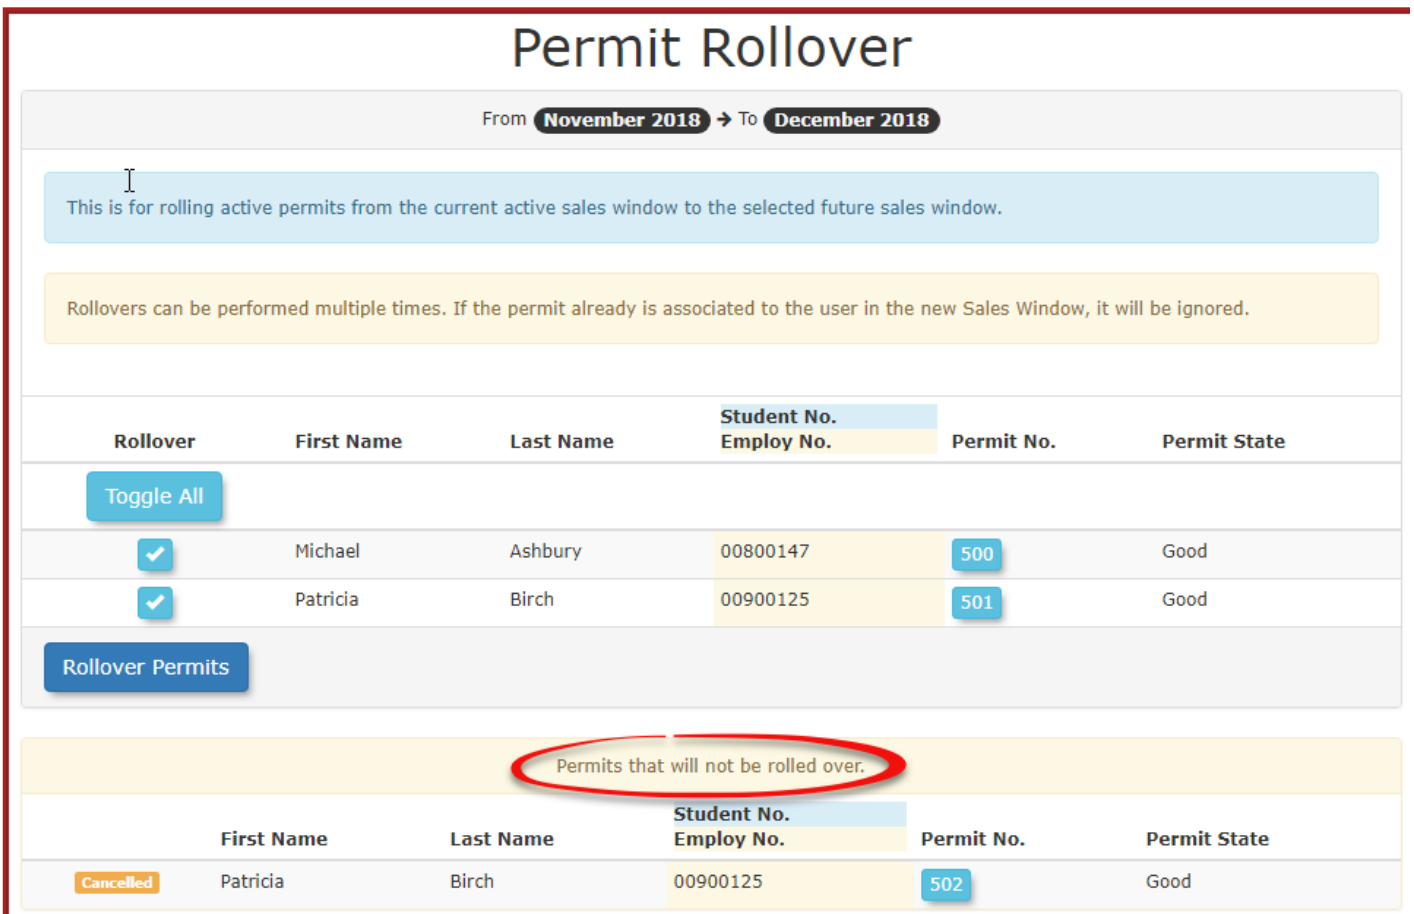 Permit Rollover
From November 2018 → To December 2018
This is for rolling active permits from the current active sales window to the selected future sales window.
Rollovers can be performed multiple times. If the permit already is associated to the user in the new Sales Window, it will be ignored.
Student No.
Rollover First Name Last Name Employ No. Permit No. Permit State
Toggle All
Michael Ashbury 00800147 500 Good
Patricia Birch 00900125 501 Good
Rollover Permits
Permits that will not be rolled over.
Student No.
First Name Last Name Employ No. Permit No. Permit State
Cancelled Patricia Birch 00900125 502 Good